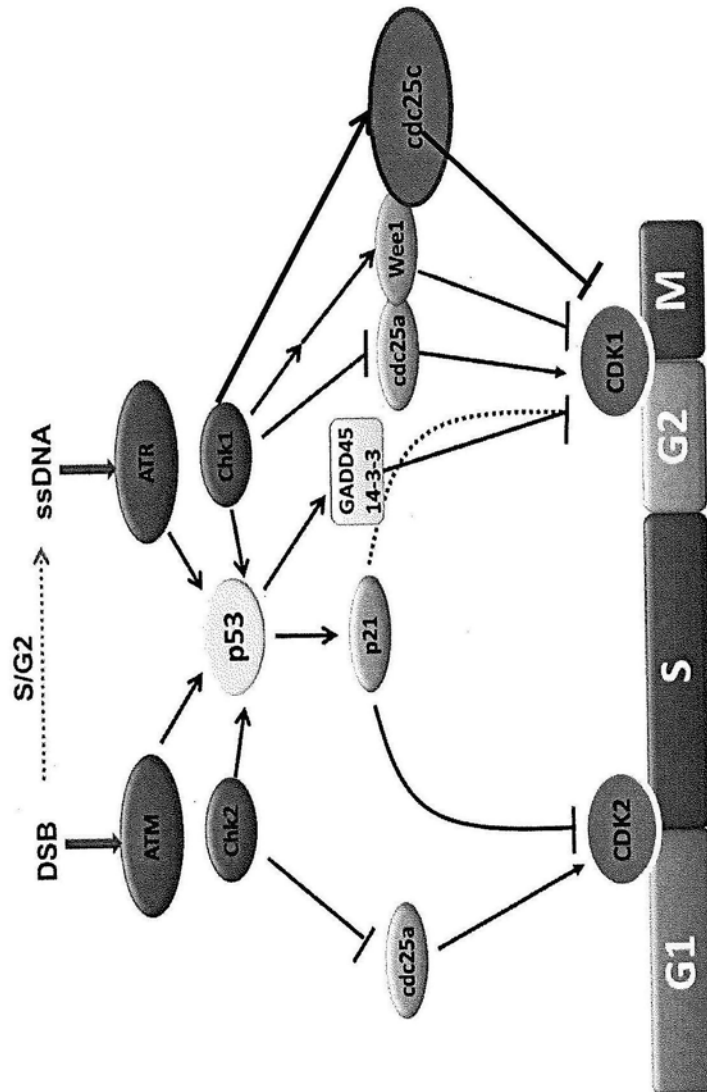 S/G2
DSB
ssDNA
ATM
ATR
Chk2
p53
Chk1
cdc25a
p21
GADD45
14-3-3
cdc25a
Wee1
cdc25c
CDK2
CDK1
G1
S
G2
M